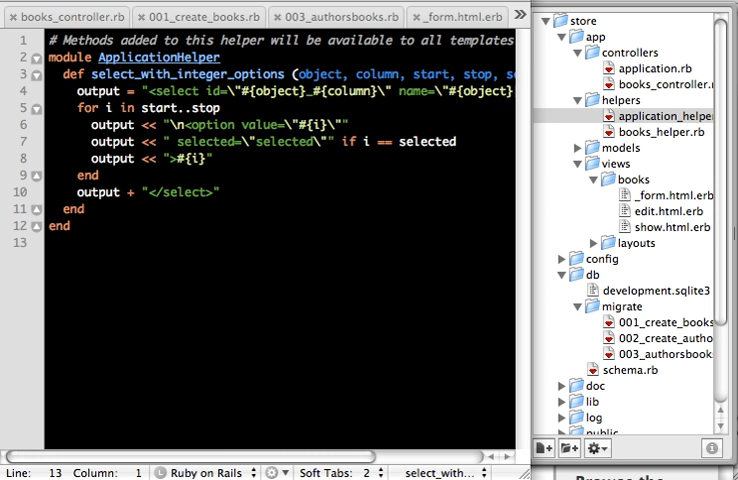 books_controller.rb 001_create_books.rb 003_authorsbooks.rb _form.html.erb »
1 # Methods added to this helper will be available to all templates
2 module ApplicationHelper
3 def select_with_integer_options (object, column, start, stop, se
4 output = "<select id=\"#{object}_#{column}\" name=\"#{object}
5 for i in start..stop
6 output << "\n<option value=\"#{i}\""
7 output << " selected=\"selected\"" if i == selected
8 output << ">#{i}"
9 end
10 output + "</select>"
11 end
12 end
13
Line: 13 Column: 1 Ruby on Rails Soft Tabs: 2 select_with...
store
app
controllers
application.rb
books_controller.
helpers
application_helper
books_helper.rb
models
views
books
_form.html.erb
edit.html.erb
show.html.erb
layouts
config
db
development.sqlite3
migrate
001_create_books
002_create_autho
003_authorsbook
schema.rb
doc
lib
log
public
Browse the